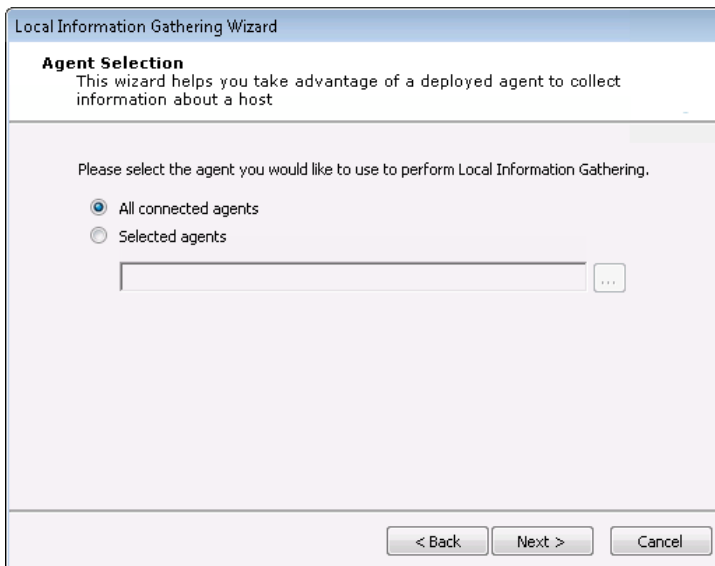 Local Information Gathering Wizard
Agent Selection
This wizard helps you take advantage of a deployed agent to collect
information about a host
Please select the agent you would like to use to perform Local Information Gathering.
All connected agents
Selected agents
...
< Back
Next >
Cancel